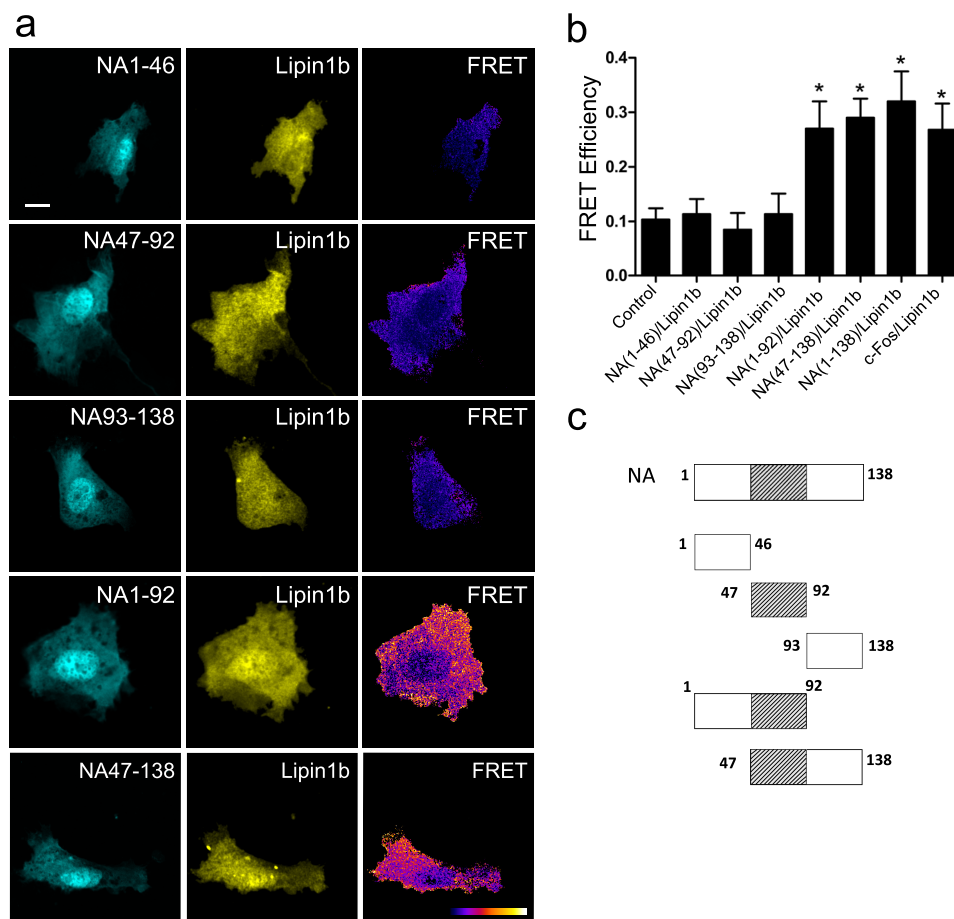 a
NA1-46 Lipin1b FRET
NA47-92 Lipin1b FRET
NA93-138 Lipin1b FRET
NA1-92 Lipin1b FRET
NA47-138 Lipin1b FRET
b
FRET Efficiency
0.4
0.3
0.2
0.1
0.0
* * * *
Control
NA(1-46)/Lipin1b
NA(47-92)/Lipin1b
NA(93-138)/Lipin1b
NA(1-92)/Lipin1b
NA(47-138)/Lipin1b
NA(1-138)/Lipin1b
c-Fos/Lipin1b
c
NA 1 138
1 46
47 92
93 138
1 92
47 138